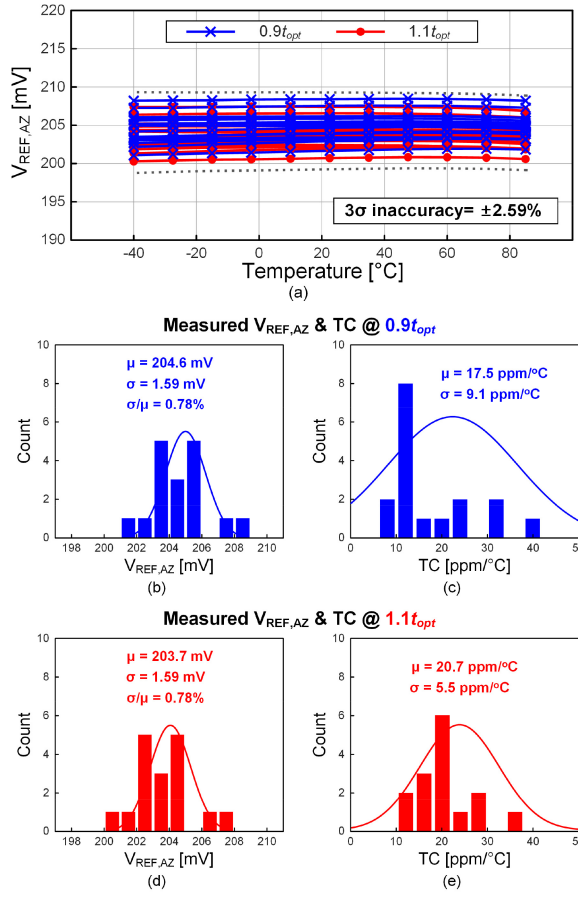 220
215
210
205
200
195
190
V_REF,AZ [mV]
0.9t_opt
1.1t_opt
3σ inaccuracy= ±2.59%
-40 -20 0 20 40 60 80 100
Temperature [°C]
(a)
Measured V_REF,AZ & TC @ 0.9t_opt
10
8
6
4
2
0
Count
μ = 204.6 mV
σ = 1.59 mV
σ/μ = 0.78%
198 200 202 204 206 208 210
V_REF,AZ [mV]
(b)
10
8
6
4
2
0
Count
μ = 17.5 ppm/°C
σ = 9.1 ppm/°C
0 10 20 30 40 50
TC [ppm/°C]
(c)
Measured V_REF,AZ & TC @ 1.1t_opt
10
8
6
4
2
0
Count
μ = 203.7 mV
σ = 1.59 mV
σ/μ = 0.78%
198 200 202 204 206 208 210
V_REF,AZ [mV]
(d)
10
8
6
4
2
0
Count
μ = 20.7 ppm/°C
σ = 5.5 ppm/°C
0 10 20 30 40 50
TC [ppm/°C]
(e)